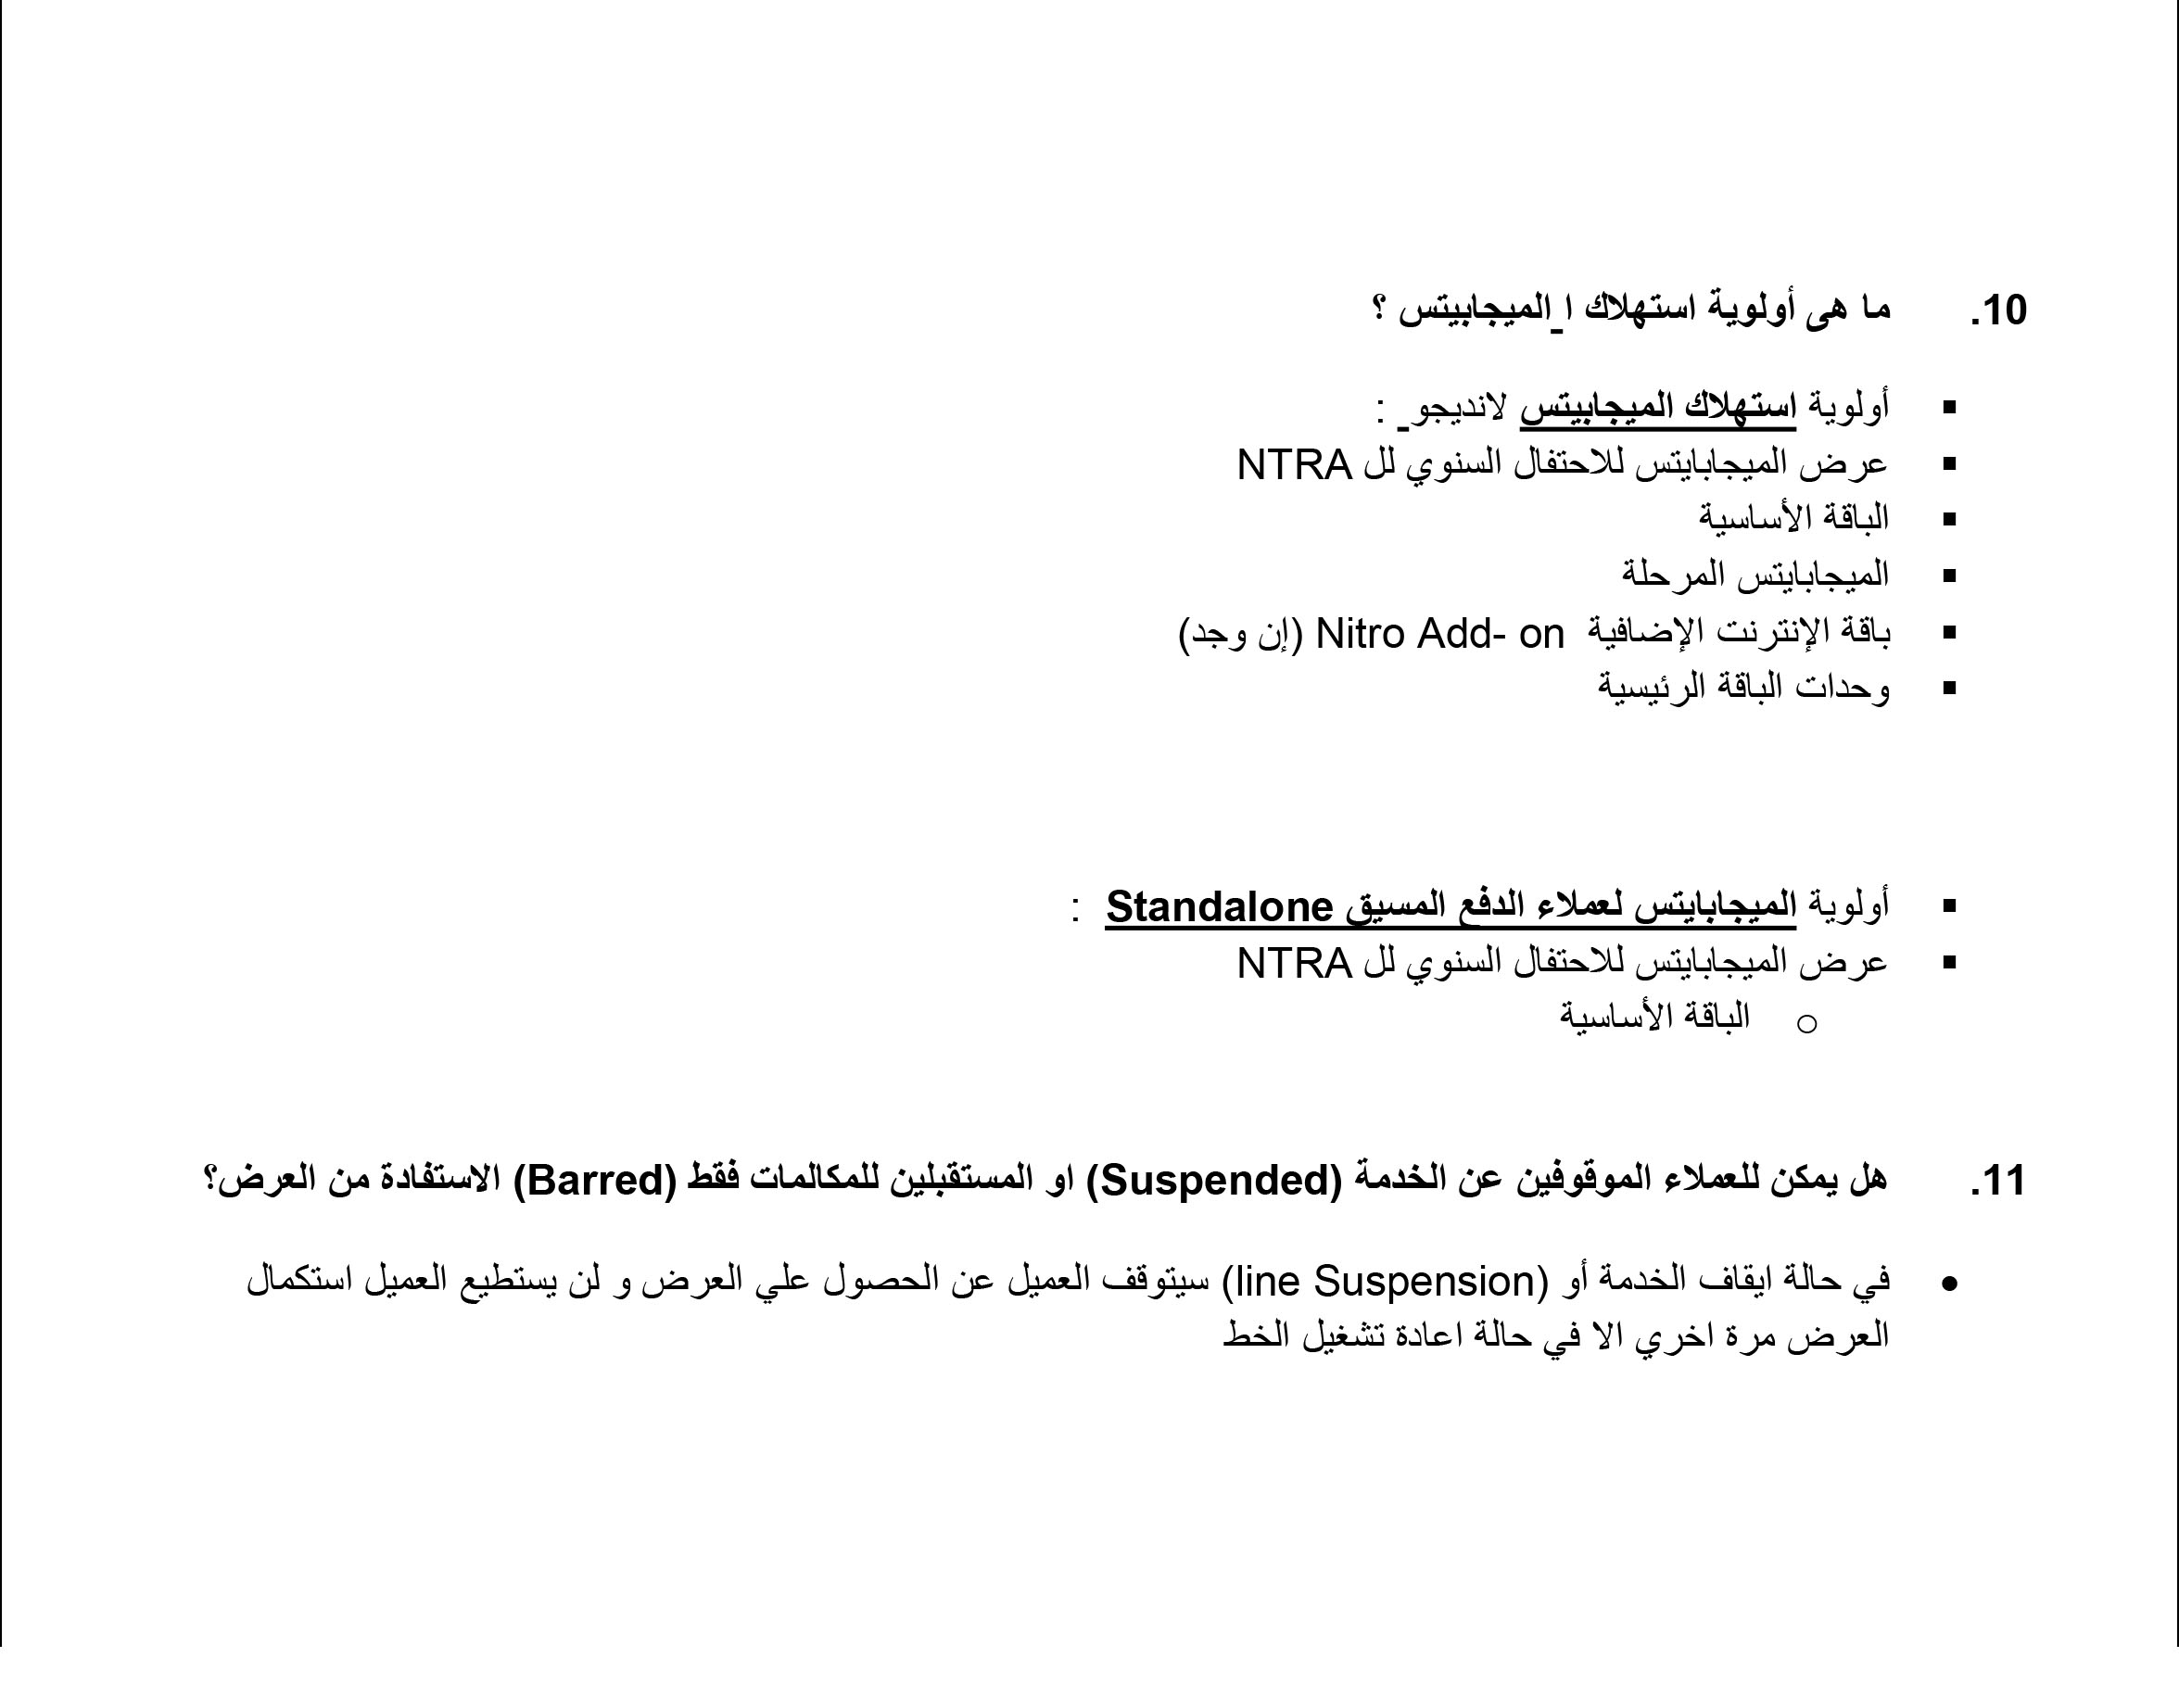 10. ما هى أولوية استهلاك ا الميجابيتس ؟
▪ أولوية استهلاك الميجابيتس لانديجو :
▪ عرض الميجابايتس للاحتفال السنوي لل NTRA
▪ الباقة الأساسية
▪ الميجابايتس المرحلة
▪ باقة الإنترنت الإضافية Nitro Add- on (إن وجد)
▪ وحدات الباقة الرئيسية
▪ أولوية الميجابايتس لعملاء الدفع المسبق Standalone :
▪ عرض الميجابايتس للاحتفال السنوي لل NTRA
o الباقة الأساسية
11. هل يمكن للعملاء الموقوفين عن الخدمة (Suspended) او المستقبلين للمكالمات فقط (Barred) الاستفادة من العرض؟
• في حالة ايقاف الخدمة أو (line Suspension) سيتوقف العميل عن الحصول علي العرض و لن يستطيع العميل استكمال
العرض مرة اخري الا في حالة اعادة تشغيل الخط